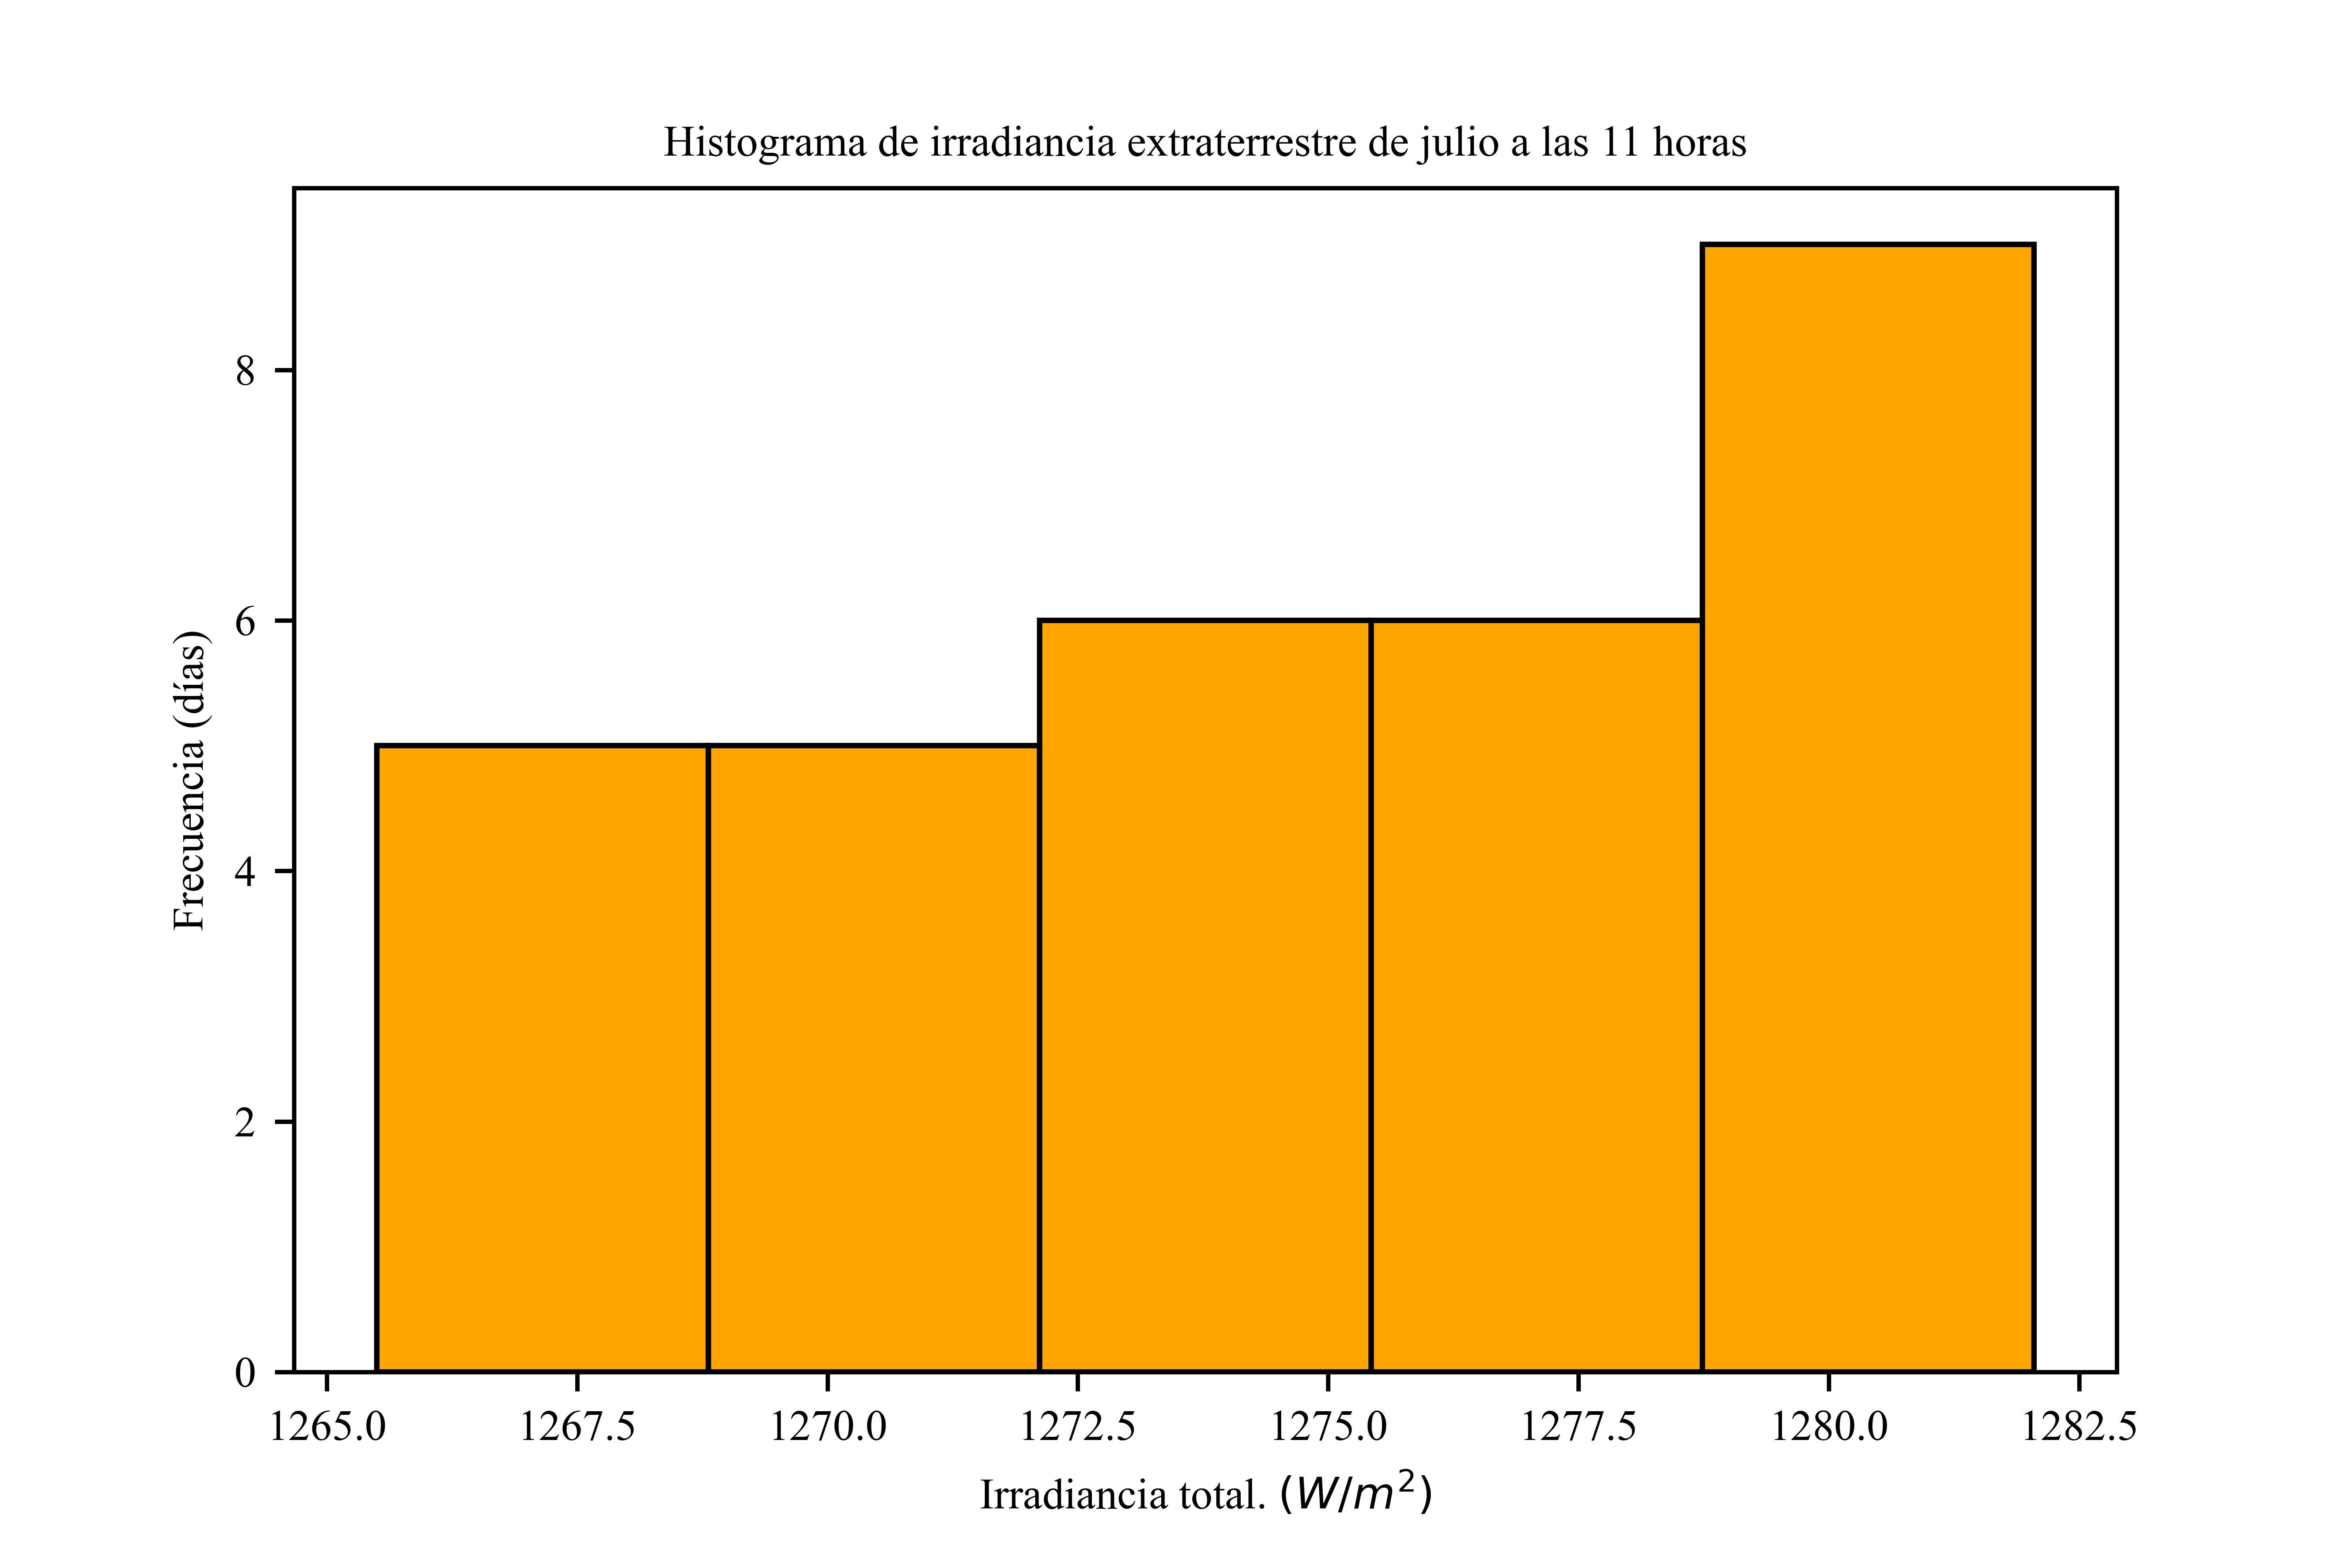 Histograma de irradiancia extraterrestre de julio a las 11 horas
8
6
4
2
0
Frecuencia (días)
1265.0 1267.5 1270.0 1272.5 1275.0 1277.5 1280.0 1282.5
Irradiancia total. (W/m²)